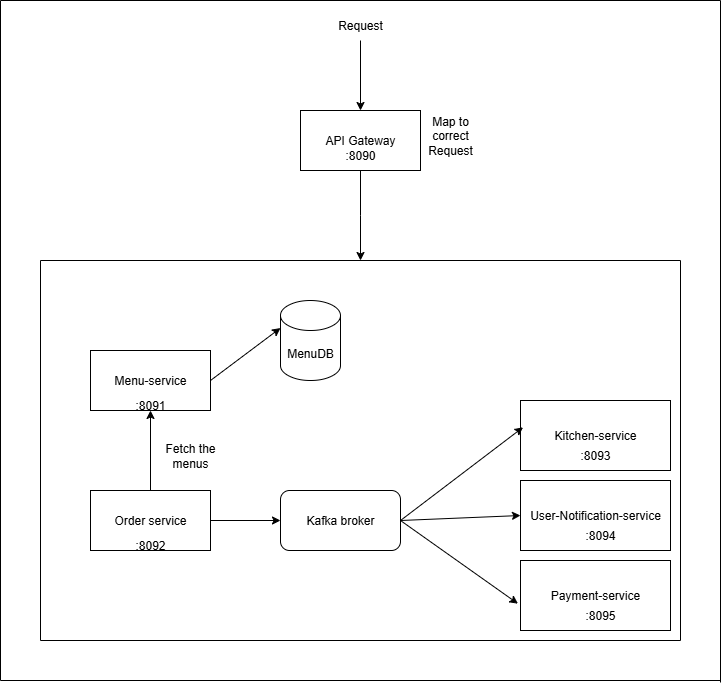 Request
API Gateway
:8090
Map to
correct
Request
MenuDB
Menu-service
:8091
Fetch the
menus
Order service
:8092
Kafka broker
Kitchen-service
:8093
User-Notification-service
:8094
Payment-service
:8095